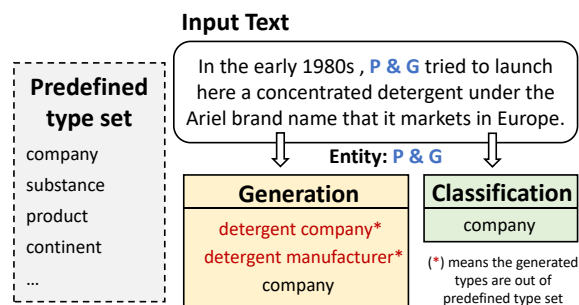 Input Text
In the early 1980s , P & G tried to launch
here a concentrated detergent under the
Ariel brand name that it markets in Europe.
Predefined
type set
company
substance
product
continent
...
Entity: P & G
Generation
detergent company*
detergent manufacturer*
company
Classification
company
(*) means the generated
types are out of
predefined type set